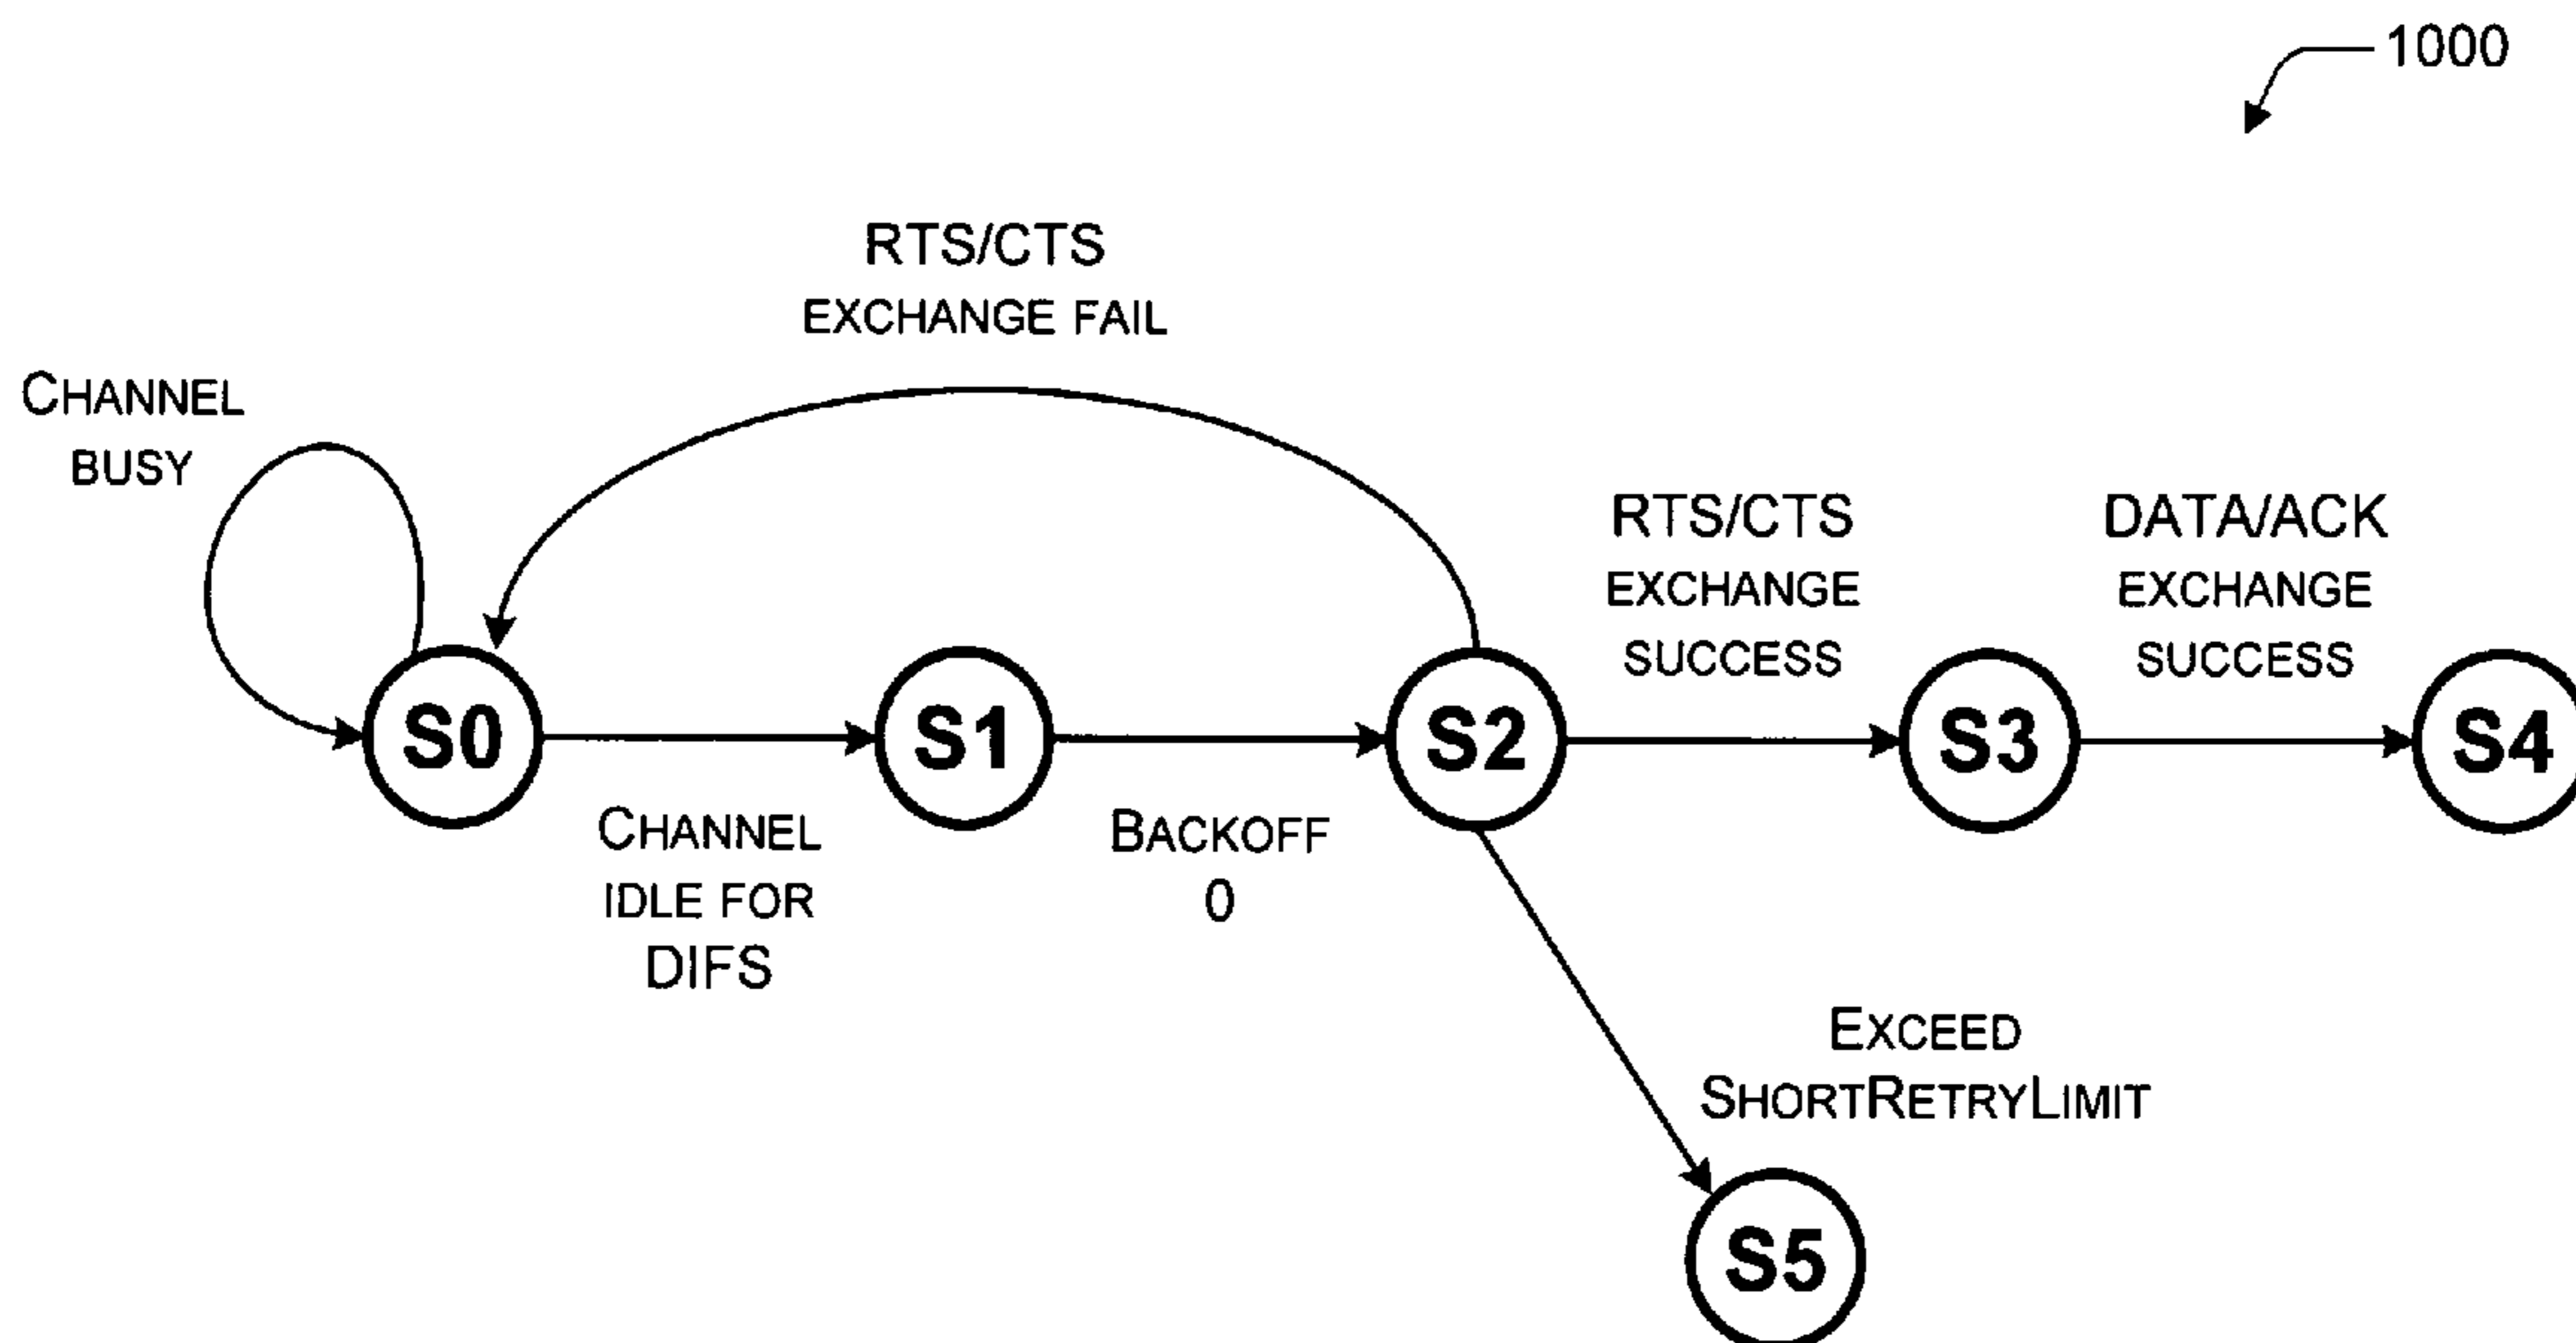 1000
RTS/CTS
EXCHANGE FAIL
CHANNEL
BUSY
RTS/CTS
EXCHANGE
SUCCESS
DATA/ACK
EXCHANGE
SUCCESS
S0
S1
S2
S3
S4
CHANNEL
IDLE FOR
DIFS
BACKOFF
0
EXCEED
SHORTRETRYLIMIT
S5